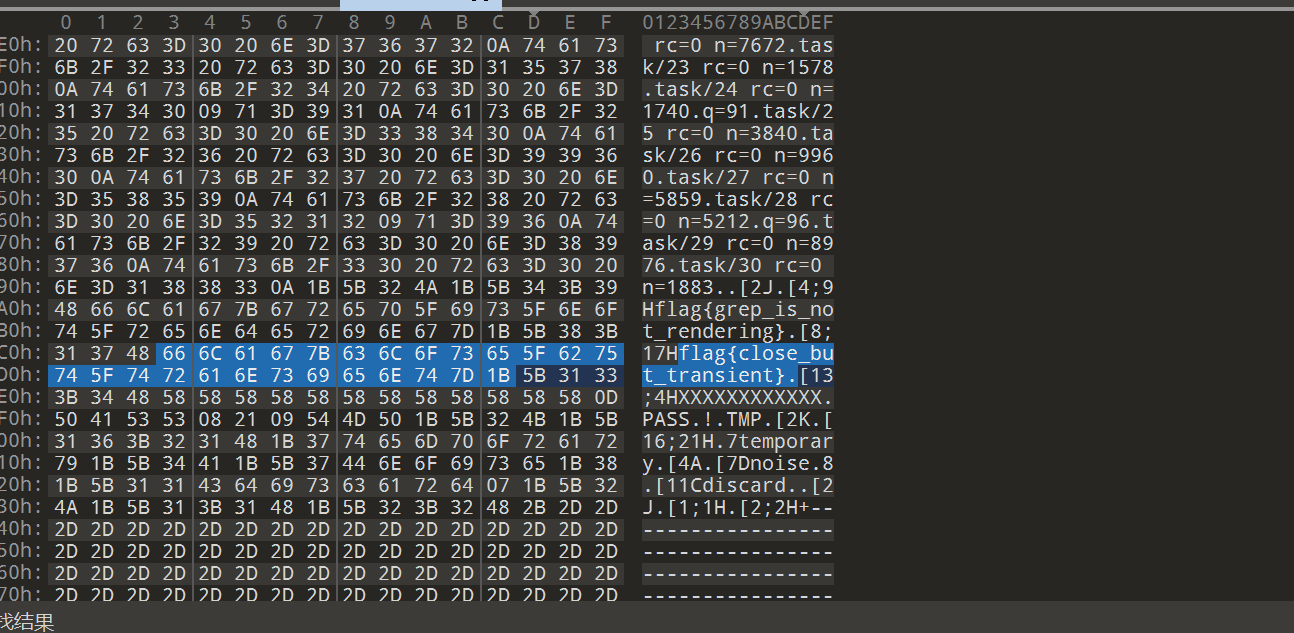 0 1 2 3 4 5 6 7 8 9 A B C D E F 0123456789ABCDEF
E0h: 20 72 63 3D 30 20 6E 3D 37 36 37 32 0A 74 61 73 rc=0 n=7672.tas
F0h: 6B 2F 32 33 20 72 63 3D 30 20 6E 3D 31 35 37 38 k/23 rc=0 n=1578
00h: 0A 74 61 73 6B 2F 32 34 20 72 63 3D 30 20 6E 3D .task/24 rc=0 n=
10h: 31 37 34 30 09 71 3D 39 31 0A 74 61 73 6B 2F 32 1740.q=91.task/2
20h: 35 20 72 63 3D 30 20 6E 3D 33 38 34 30 0A 74 61 5 rc=0 n=3840.ta
30h: 73 6B 2F 32 36 20 72 63 3D 30 20 6E 3D 39 39 36 sk/26 rc=0 n=996
40h: 30 0A 74 61 73 6B 2F 32 37 20 72 63 3D 30 20 6E 0.task/27 rc=0 n
50h: 3D 35 38 35 39 0A 74 61 73 6B 2F 32 38 20 72 63 =5859.task/28 rc
60h: 3D 30 20 6E 3D 35 32 31 32 09 71 3D 39 36 0A 74 =0 n=5212.q=96.t
70h: 61 73 6B 2F 32 39 20 72 63 3D 30 20 6E 3D 38 39 ask/29 rc=0 n=89
80h: 37 36 0A 74 61 73 6B 2F 33 30 20 72 63 3D 30 20 76.task/30 rc=0
90h: 6E 3D 31 38 38 33 0A 1B 5B 32 4A 1B 5B 34 3B 39 n=1883..[2J.[4;9
A0h: 48 66 6C 61 67 7B 67 72 65 70 5F 69 73 5F 6E 6F Hflag{grep_is_no
B0h: 74 5F 72 65 6E 64 65 72 69 6E 67 7D 1B 5B 38 3B t_rendering}.[8;
C0h: 31 37 48 66 6C 61 67 7B 63 6C 6F 73 65 5F 62 75 17Hflag{close_bu
D0h: 74 5F 74 72 61 6E 73 69 65 6E 74 7D 1B 5B 31 33 t_transient}.[13
E0h: 3B 34 48 58 58 58 58 58 58 58 58 58 58 58 58 0D ;4HXXXXXXXXXXXX.
F0h: 50 41 53 53 08 21 09 54 4D 50 1B 5B 32 4B 1B 5B PASS.!.TMP.[2K.[
00h: 31 36 3B 32 31 48 1B 37 74 65 6D 70 6F 72 61 72 16;21H.7temporar
10h: 79 1B 5B 34 41 1B 5B 37 44 6E 6F 69 73 65 1B 38 y.[4A.[7Dnoise.8
20h: 1B 5B 31 31 43 64 69 73 63 61 72 64 07 1B 5B 32 .[11Cdiscard..[2
30h: 4A 1B 5B 31 3B 31 48 1B 5B 32 3B 32 48 2B 2D 2D J.[1;1H.[2;2H+--
40h: 2D 2D 2D 2D 2D 2D 2D 2D 2D 2D 2D 2D 2D 2D 2D 2D ----------------
50h: 2D 2D 2D 2D 2D 2D 2D 2D 2D 2D 2D 2D 2D 2D 2D 2D ----------------
60h: 2D 2D 2D 2D 2D 2D 2D 2D 2D 2D 2D 2D 2D 2D 2D 2D ----------------
70h: 2D 2D 2D 2D 2D 2D 2D 2D 2D 2D 2D 2D 2D 2D 2D 2D ----------------
找结果